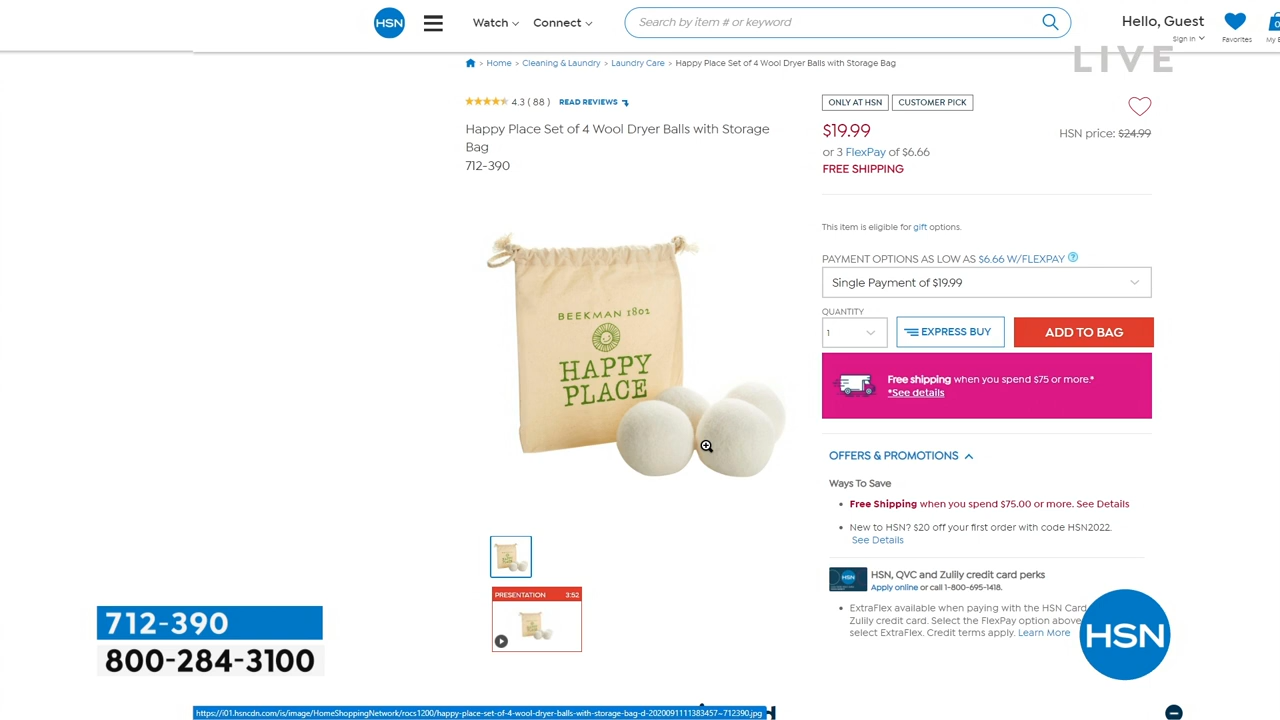 HSN
Watch
Connect
Search by item # or keyword
Hello, Guest
Sign In
Favorites
0
LIVE
> Home > Cleaning & Laundry > Laundry Care > Happy Place Set of 4 Wool Dryer Balls with Storage Bag
4.3 ( 88 ) READ REVIEWS
Happy Place Set of 4 Wool Dryer Balls with Storage
Bag
712-390
ONLY AT HSN CUSTOMER PICK
$19.99
HSN price: $24.99
or 3 FlexPay of $6.66
FREE SHIPPING
This item is eligible for gift options.
PAYMENT OPTIONS AS LOW AS $6.66 W/FLEXPAY ?
Single Payment of $19.99
QUANTITY
1
EXPRESS BUY
ADD TO BAG
Free shipping when you spend $75 or more.*
*See details
BEEKMAN 1802
HAPPY
PLACE
OFFERS & PROMOTIONS
Ways To Save
• Free Shipping when you spend $75.00 or more. See Details
• New to HSN? $20 off your first order with code HSN2022.
See Details
HSN
HSN, QVC and Zulily credit card perks
Apply online or call 1-800-695-1418.
• ExtraFlex available when paying with the HSN Card
Zulily credit card. Select the FlexPay option above
select ExtraFlex. Credit terms apply. Learn More
PRESENTATION 3:52
712-390
800-284-3100
HSN
https://i01.hsncdn.com/is/image/HomeShoppingNetwork/rocs1200/happy-place-set-of-4-wool-dryer-balls-with-storage-bag-d-2020091111383457~712390.jpg